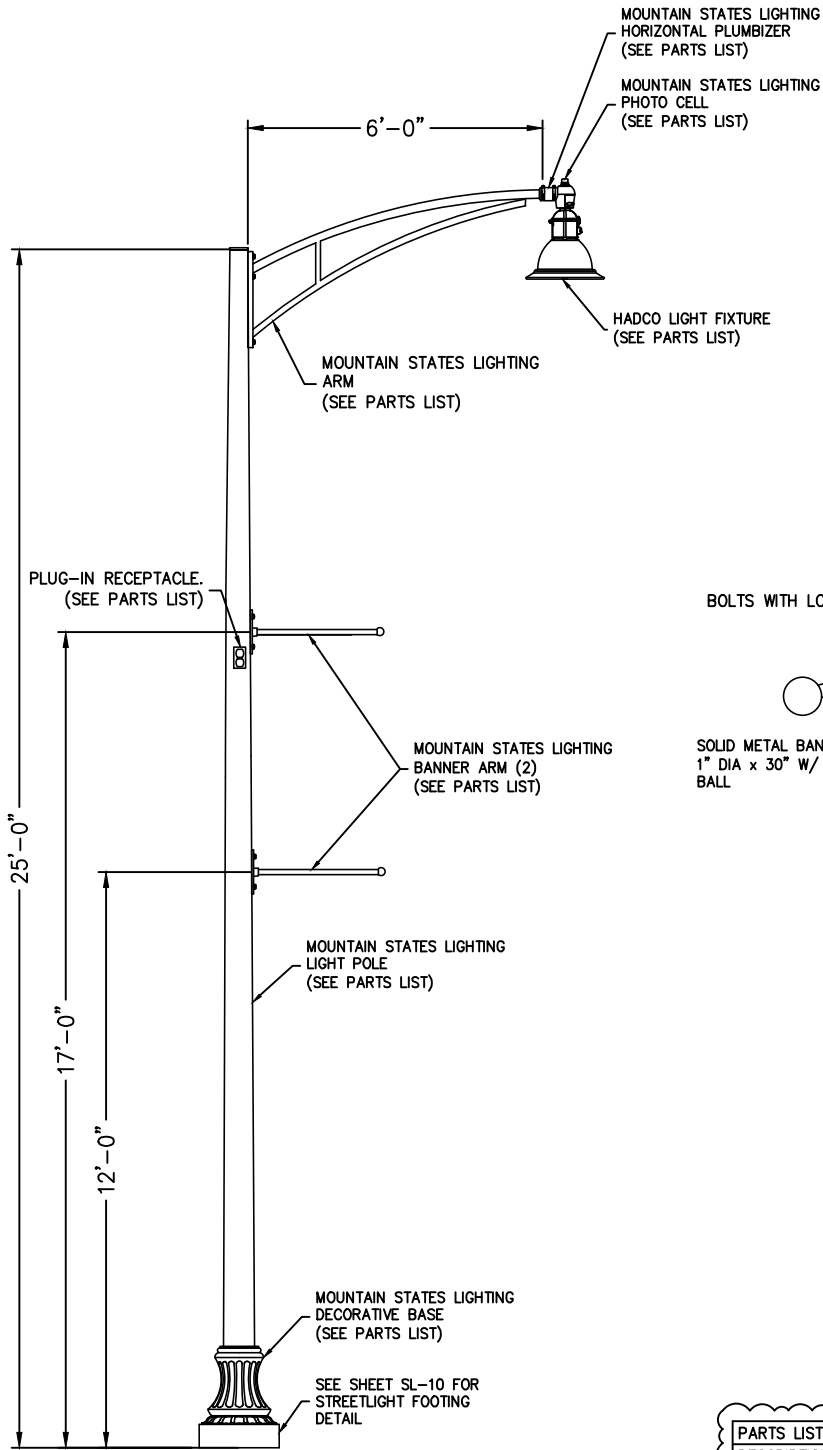 MOUNTAIN STATES LIGHTING
HORIZONTAL PLUMBIZER
(SEE PARTS LIST)
MOUNTAIN STATES LIGHTING
PHOTO CELL
(SEE PARTS LIST)
6'-0"
HADCO LIGHT FIXTURE
(SEE PARTS LIST)
MOUNTAIN STATES LIGHTING
ARM
(SEE PARTS LIST)
PLUG-IN RECEPTACLE.
(SEE PARTS LIST)
BOLTS WITH
SOLID METAL
1" DIA x 30" W/
BALL
MOUNTAIN STATES LIGHTING
BANNER ARM (2)
(SEE PARTS LIST)
25'-0"
17'-0"
12'-0"
MOUNTAIN STATES LIGHTING
LIGHT POLE
(SEE PARTS LIST)
MOUNTAIN STATES LIGHTING
DECORATIVE BASE
(SEE PARTS LIST)
SEE SHEET SL-10 FOR
STREETLIGHT FOOTING
DETAIL
PARTS LIST